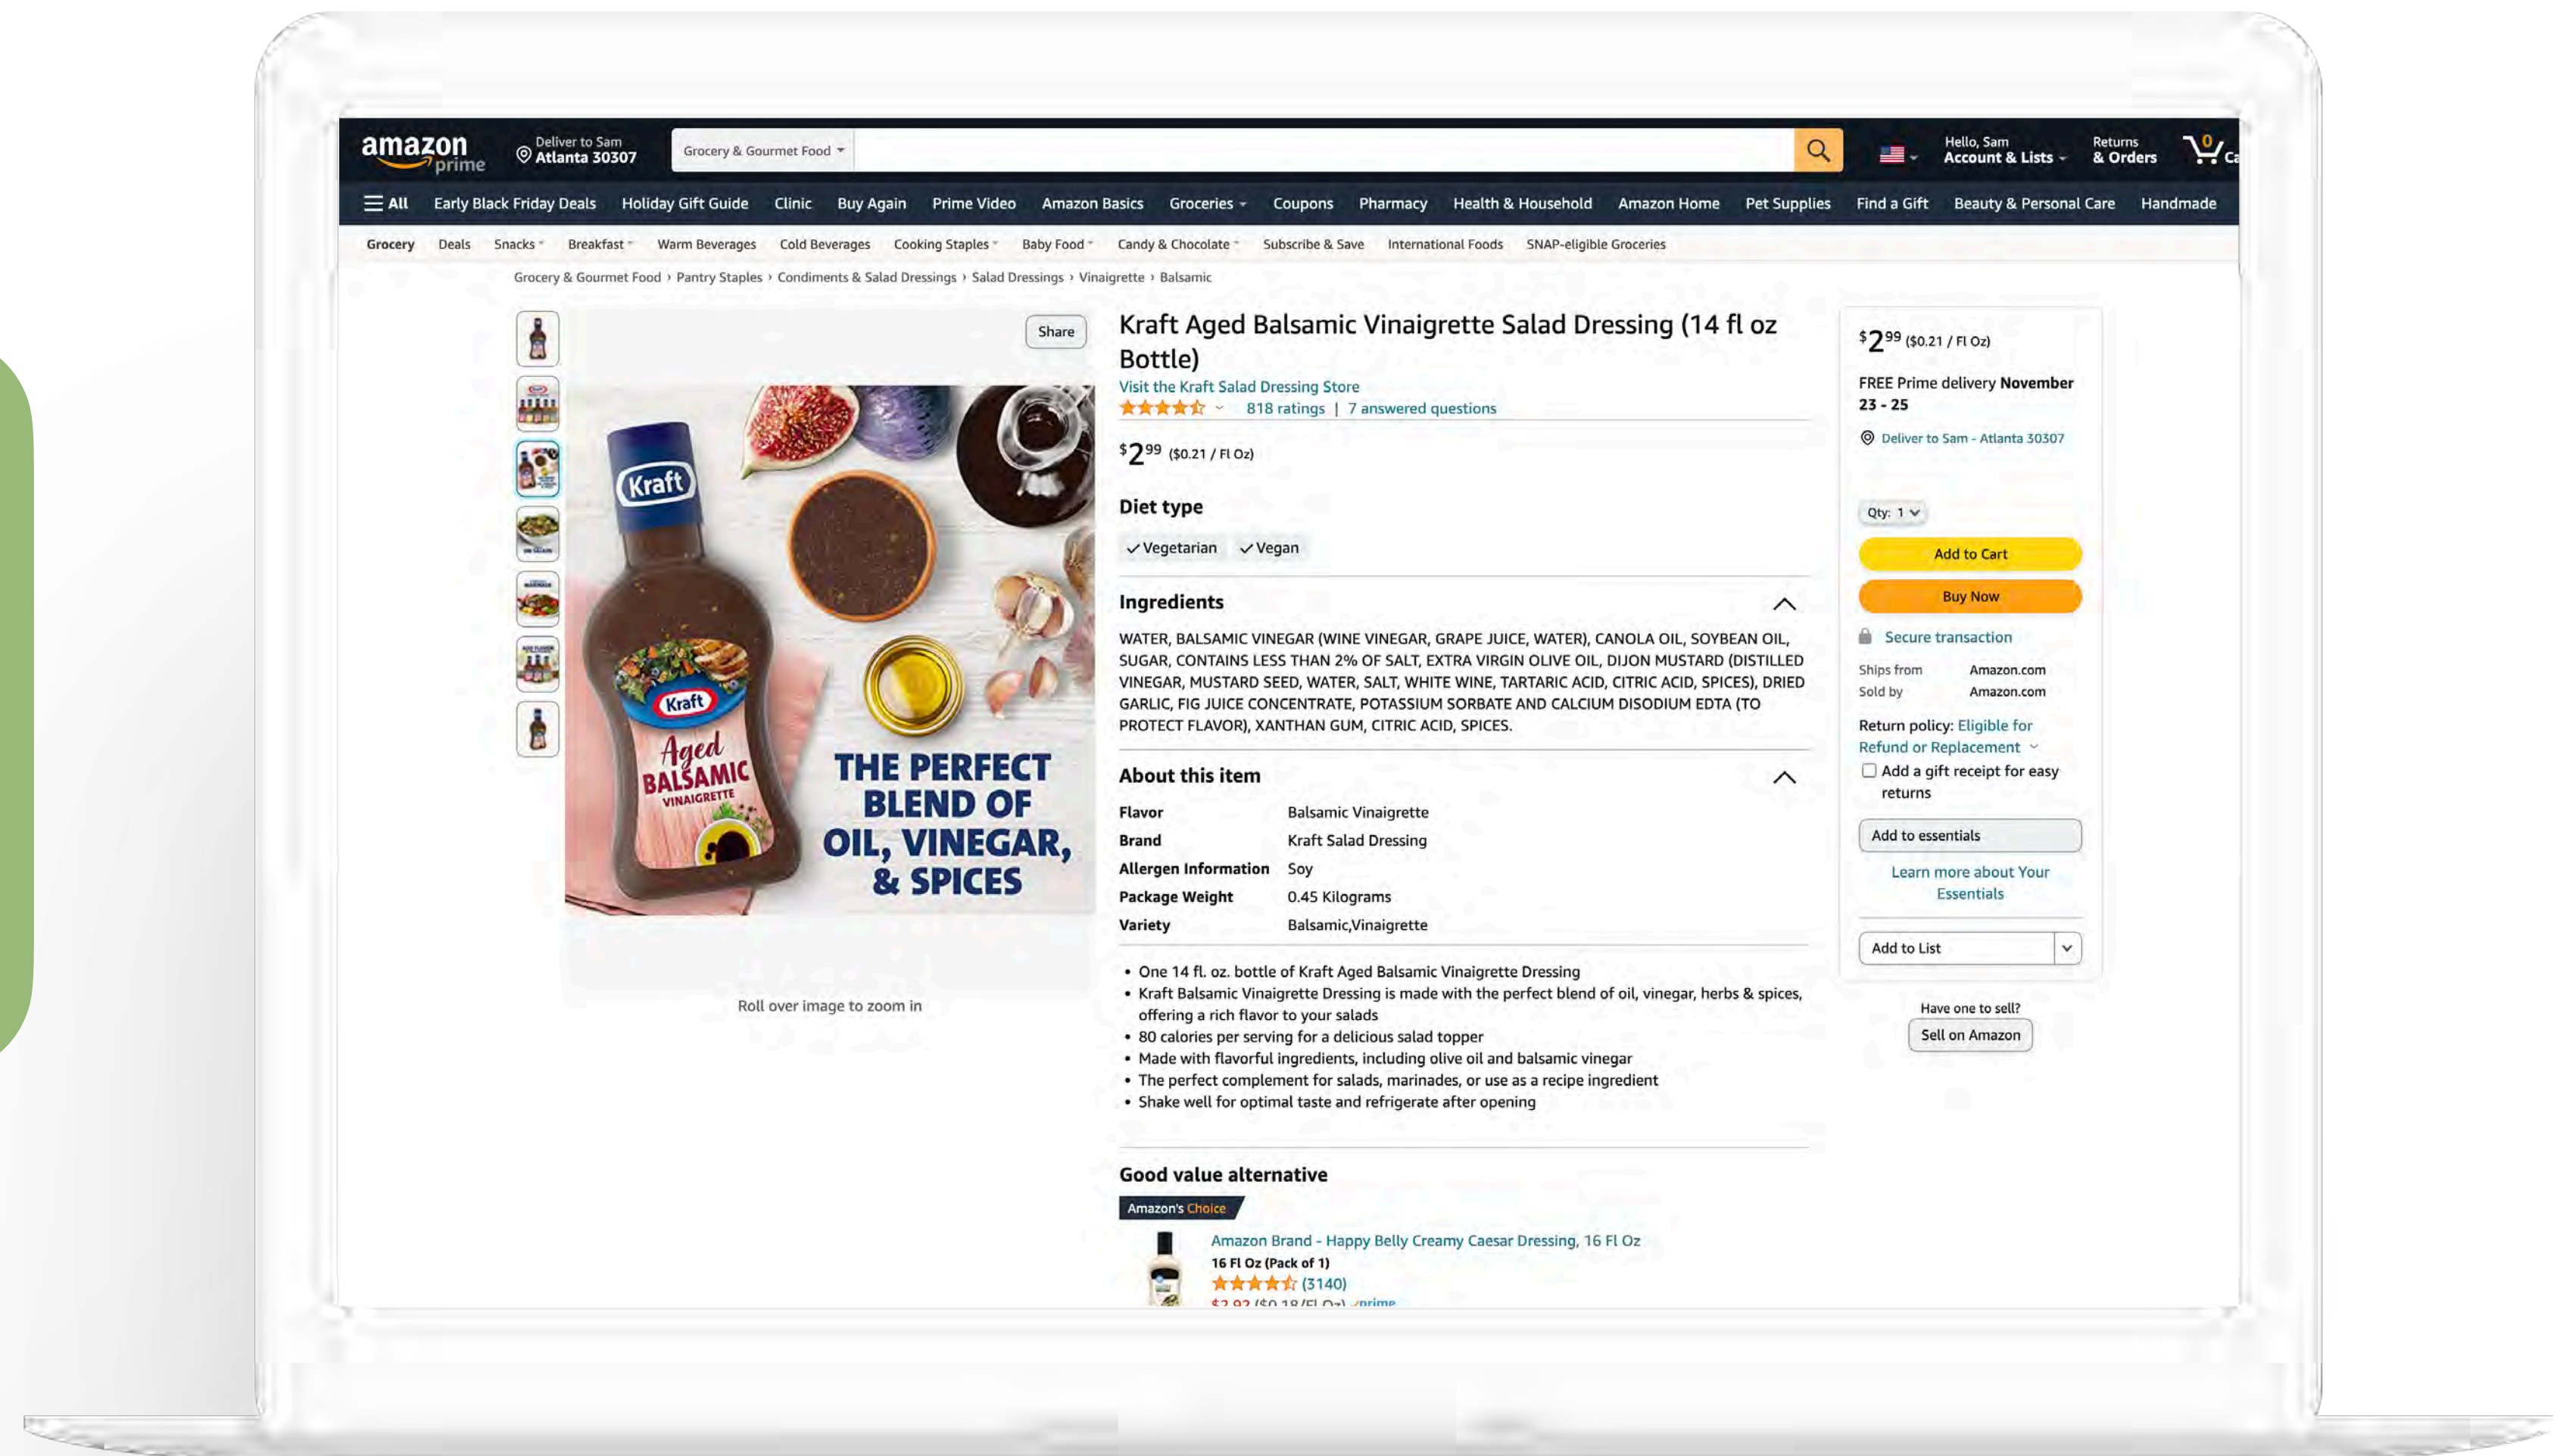 amazon
prime
Deliver to Sam
Atlanta 30307
Grocery & Gourmet Food
Hello, Sam
Account & Lists
Returns
& Orders
0
Ca
All Early Black Friday Deals Holiday Gift Guide Clinic Buy Again Prime Video Amazon Basics Groceries Coupons Pharmacy Health & Household Amazon Home Pet Supplies Find a Gift Beauty & Personal Care Handmade
Grocery Deals Snacks Breakfast Warm Beverages Cold Beverages Cooking Staples Baby Food Candy & Chocolate Subscribe & Save International Foods SNAP-eligible Groceries
Grocery & Gourmet Food › Pantry Staples › Condiments & Salad Dressings › Salad Dressings › Vinaigrette › Balsamic
Share
Kraft
Kraft
Aged
BALSAMIC
VINAIGRETTE
THE PERFECT
BLEND OF
OIL, VINEGAR,
& SPICES
Roll over image to zoom in
Kraft Aged Balsamic Vinaigrette Salad Dressing (14 fl oz
Bottle)
Visit the Kraft Salad Dressing Store
818 ratings | 7 answered questions
$299 ($0.21 / Fl Oz)
Diet type
✓ Vegetarian ✓ Vegan
Ingredients
WATER, BALSAMIC VINEGAR (WINE VINEGAR, GRAPE JUICE, WATER), CANOLA OIL, SOYBEAN OIL,
SUGAR, CONTAINS LESS THAN 2% OF SALT, EXTRA VIRGIN OLIVE OIL, DIJON MUSTARD (DISTILLED
VINEGAR, MUSTARD SEED, WATER, SALT, WHITE WINE, TARTARIC ACID, CITRIC ACID, SPICES), DRIED
GARLIC, FIG JUICE CONCENTRATE, POTASSIUM SORBATE AND CALCIUM DISODIUM EDTA (TO
PROTECT FLAVOR), XANTHAN GUM, CITRIC ACID, SPICES.
About this item
Flavor Balsamic Vinaigrette
Brand Kraft Salad Dressing
Allergen Information Soy
Package Weight 0.45 Kilograms
Variety Balsamic,Vinaigrette
• One 14 fl. oz. bottle of Kraft Aged Balsamic Vinaigrette Dressing
• Kraft Balsamic Vinaigrette Dressing is made with the perfect blend of oil, vinegar, herbs & spices,
offering a rich flavor to your salads
• 80 calories per serving for a delicious salad topper
• Made with flavorful ingredients, including olive oil and balsamic vinegar
• The perfect complement for salads, marinades, or use as a recipe ingredient
• Shake well for optimal taste and refrigerate after opening
Good value alternative
Amazon's Choice
Amazon Brand - Happy Belly Creamy Caesar Dressing, 16 Fl Oz
16 Fl Oz (Pack of 1)
(3140)
$2.92 ($0.18/Fl Oz) prime
$299 ($0.21 / Fl Oz)
FREE Prime delivery November
23 - 25
Deliver to Sam - Atlanta 30307
Qty: 1
Add to Cart
Buy Now
Secure transaction
Ships from Amazon.com
Sold by Amazon.com
Return policy: Eligible for
Refund or Replacement
Add a gift receipt for easy
returns
Add to essentials
Learn more about Your
Essentials
Add to List
Have one to sell?
Sell on Amazon